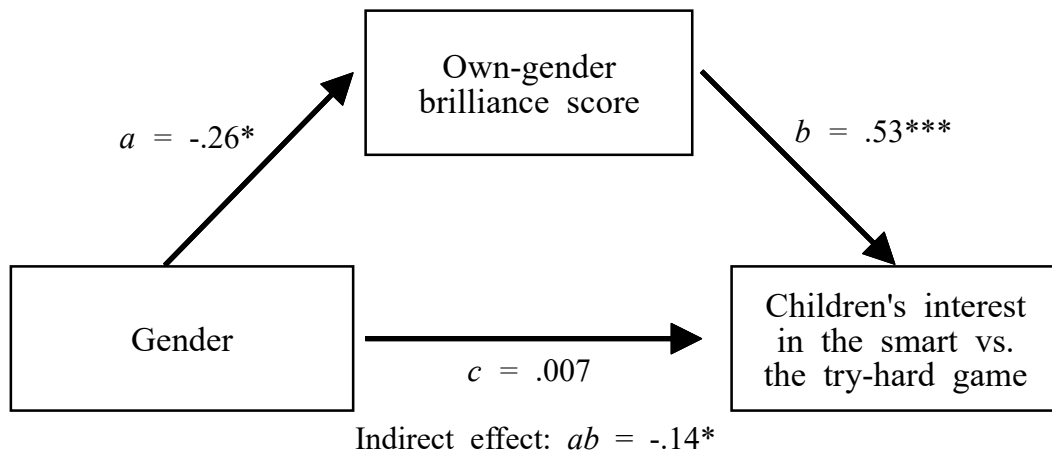 Own-gender
brilliance score
a = -.26*
b = .53***
Gender
c = .007
Children's interest
in the smart vs.
the try-hard game
Indirect effect: ab = -.14*